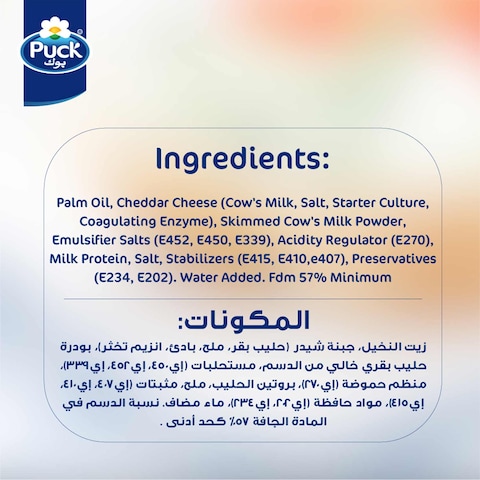 Puck
بوك
Ingredients:
Palm Oil, Cheddar Cheese (Cow's Milk, Salt, Starter Culture,
Coagulating Enzyme), Skimmed Cow's Milk Powder,
Emulsifier Salts (E452, E450, E339), Acidity Regulator (E270),
Milk Protein, Salt, Stabilizers (E415, E410,e407), Preservatives
(E234, E202). Water Added. Fdm 57% Minimum
المكونات:
زيت النخيل، جبنة شيدر (حليب بقر، ملح، بادئ، انزيم تخثر)، بودرة
حليب بقري خالي من الدسم، مستحلبات (إي٤٥٠، إي٤٥٢، إي٣٣٩)،
منظم حموضة (إي٢٧٠)، بروتين الحليب، ملح، مثبتات (إي٤٠٧، إي٤١٠،
إي٤١٥)، مواد حافظة (إي٢٠٢، إي٢٣٤)، ماء مضاف. نسبة الدسم في
المادة الجافة ٥٧٪ كحد أدنى .